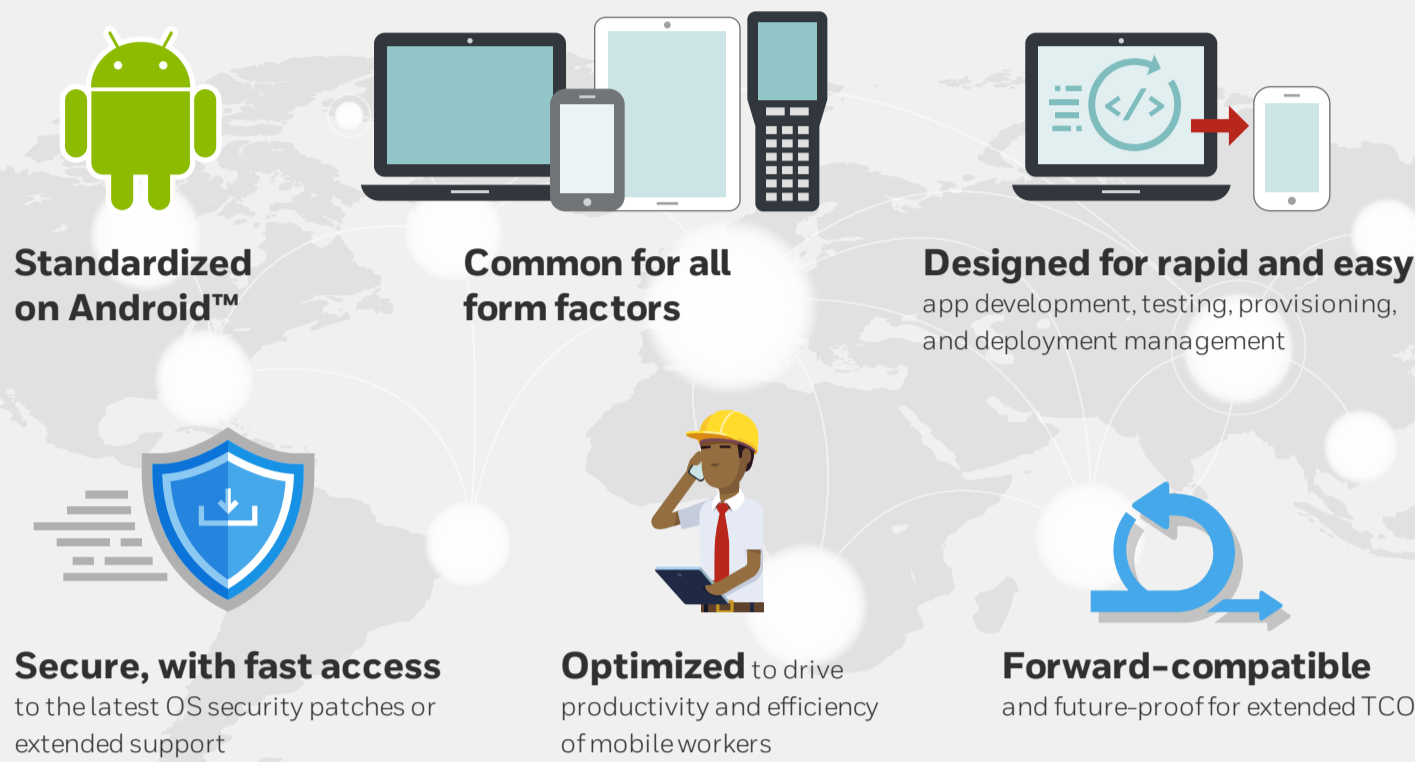 Standardized
on Android™
Common for all
form factors
Designed for rapid and easy
app development, testing, provisioning,
and deployment management
Secure, with fast access
to the latest OS security patches or
extended support
Optimized to drive
productivity and efficiency
of mobile workers
Forward-compatible
and future-proof for extended TCO